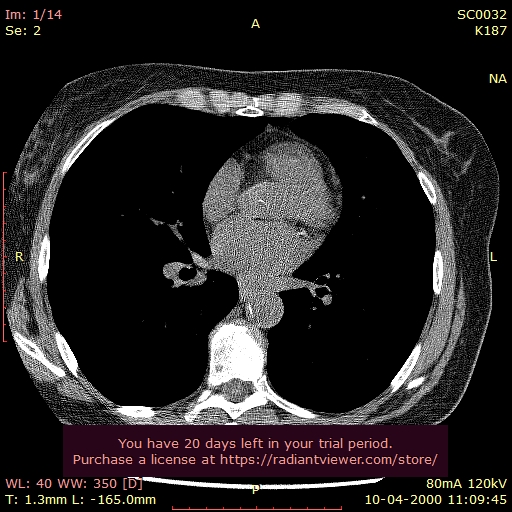 Im: 1/14
Se: 2
A
SC0032
K187
NA
R
L
You have 20 days left in your trial period.
Purchase a license at https://radiantviewer.com/store/
WL: 40 WW: 350 [D]
T: 1.3mm L: -165.0mm
P
80mA 120kV
10-04-2000 11:09:45